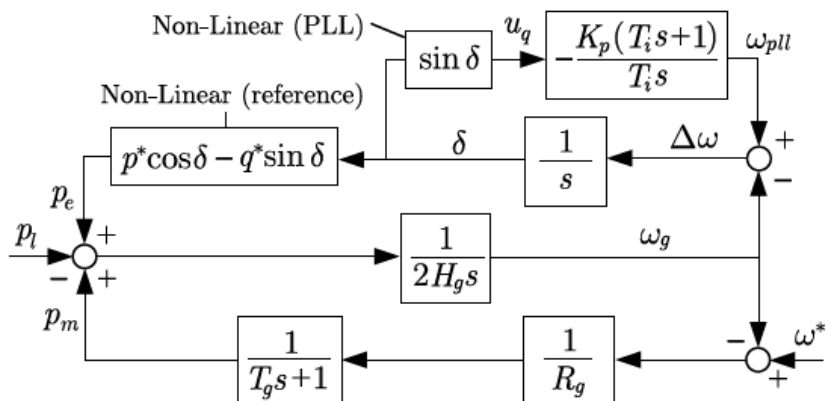 Non-Linear (PLL)
sin δ
u_q
-K_p(T_i s+1)/T_i s
ω_pll
Non-Linear (reference)
p*cosδ - q*sin δ
δ
1/s
Δω
+
-
p_e
p_l
+
-
+
1/2H_g s
ω_g
p_m
1/T_g s+1
1/R_g
-
ω*
+